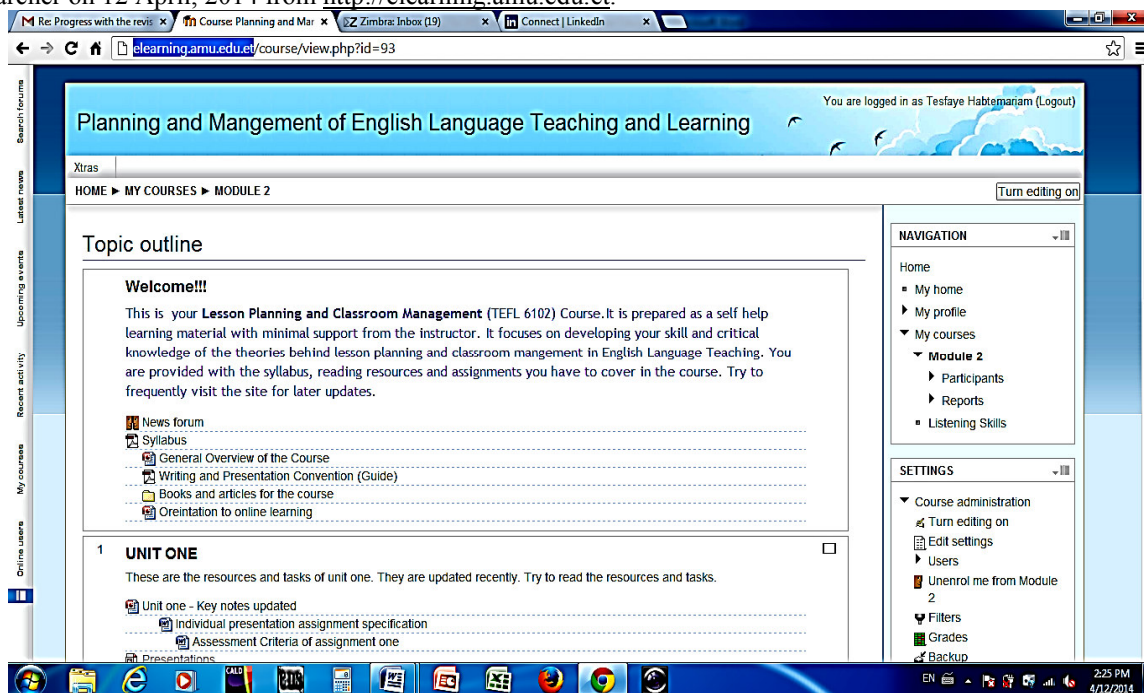 archer on 12 April, 2014 from http://elearning.amu.edu.et.
Re: Progress with the revis
Course: Planning and Mar
Zimbra: Inbox (19)
Connect | LinkedIn
elearning.amu.edu.et/course/view.php?id=93
Search forums
Latest news
Upcoming events
Recent activity
My courses
Online users
You are logged in as Tesfaye Habtemariam (Logout)
Planning and Mangement of English Language Teaching and Learning
Xtras
HOME ► MY COURSES ► MODULE 2
Turn editing on
Topic outline
Welcome!!!
This is your Lesson Planning and Classroom Management (TEFL 6102) Course.It is prepared as a self help
learning material with minimal support from the instructor. It focuses on developing your skill and critical
knowledge of the theories behind lesson planning and classroom mangement in English Language Teaching. You
are provided with the syllabus, reading resources and assignments you have to cover in the course. Try to
frequently visit the site for later updates.
News forum
Syllabus
General Overview of the Course
Writing and Presentation Convention (Guide)
Books and articles for the course
Oreintation to online learning
1 UNIT ONE
These are the resources and tasks of unit one. They are updated recently. Try to read the resources and tasks.
Unit one - Key notes updated
Individual presentation assignment specification
Assessment Criteria of assignment one
Presentations
NAVIGATION
Home
My home
My profile
My courses
Module 2
Participants
Reports
Listening Skills
SETTINGS
Course administration
Turn editing on
Edit settings
Users
Unenrol me from Module
2
Filters
Grades
Backup
CALD
EN
2:25 PM
4/12/2014